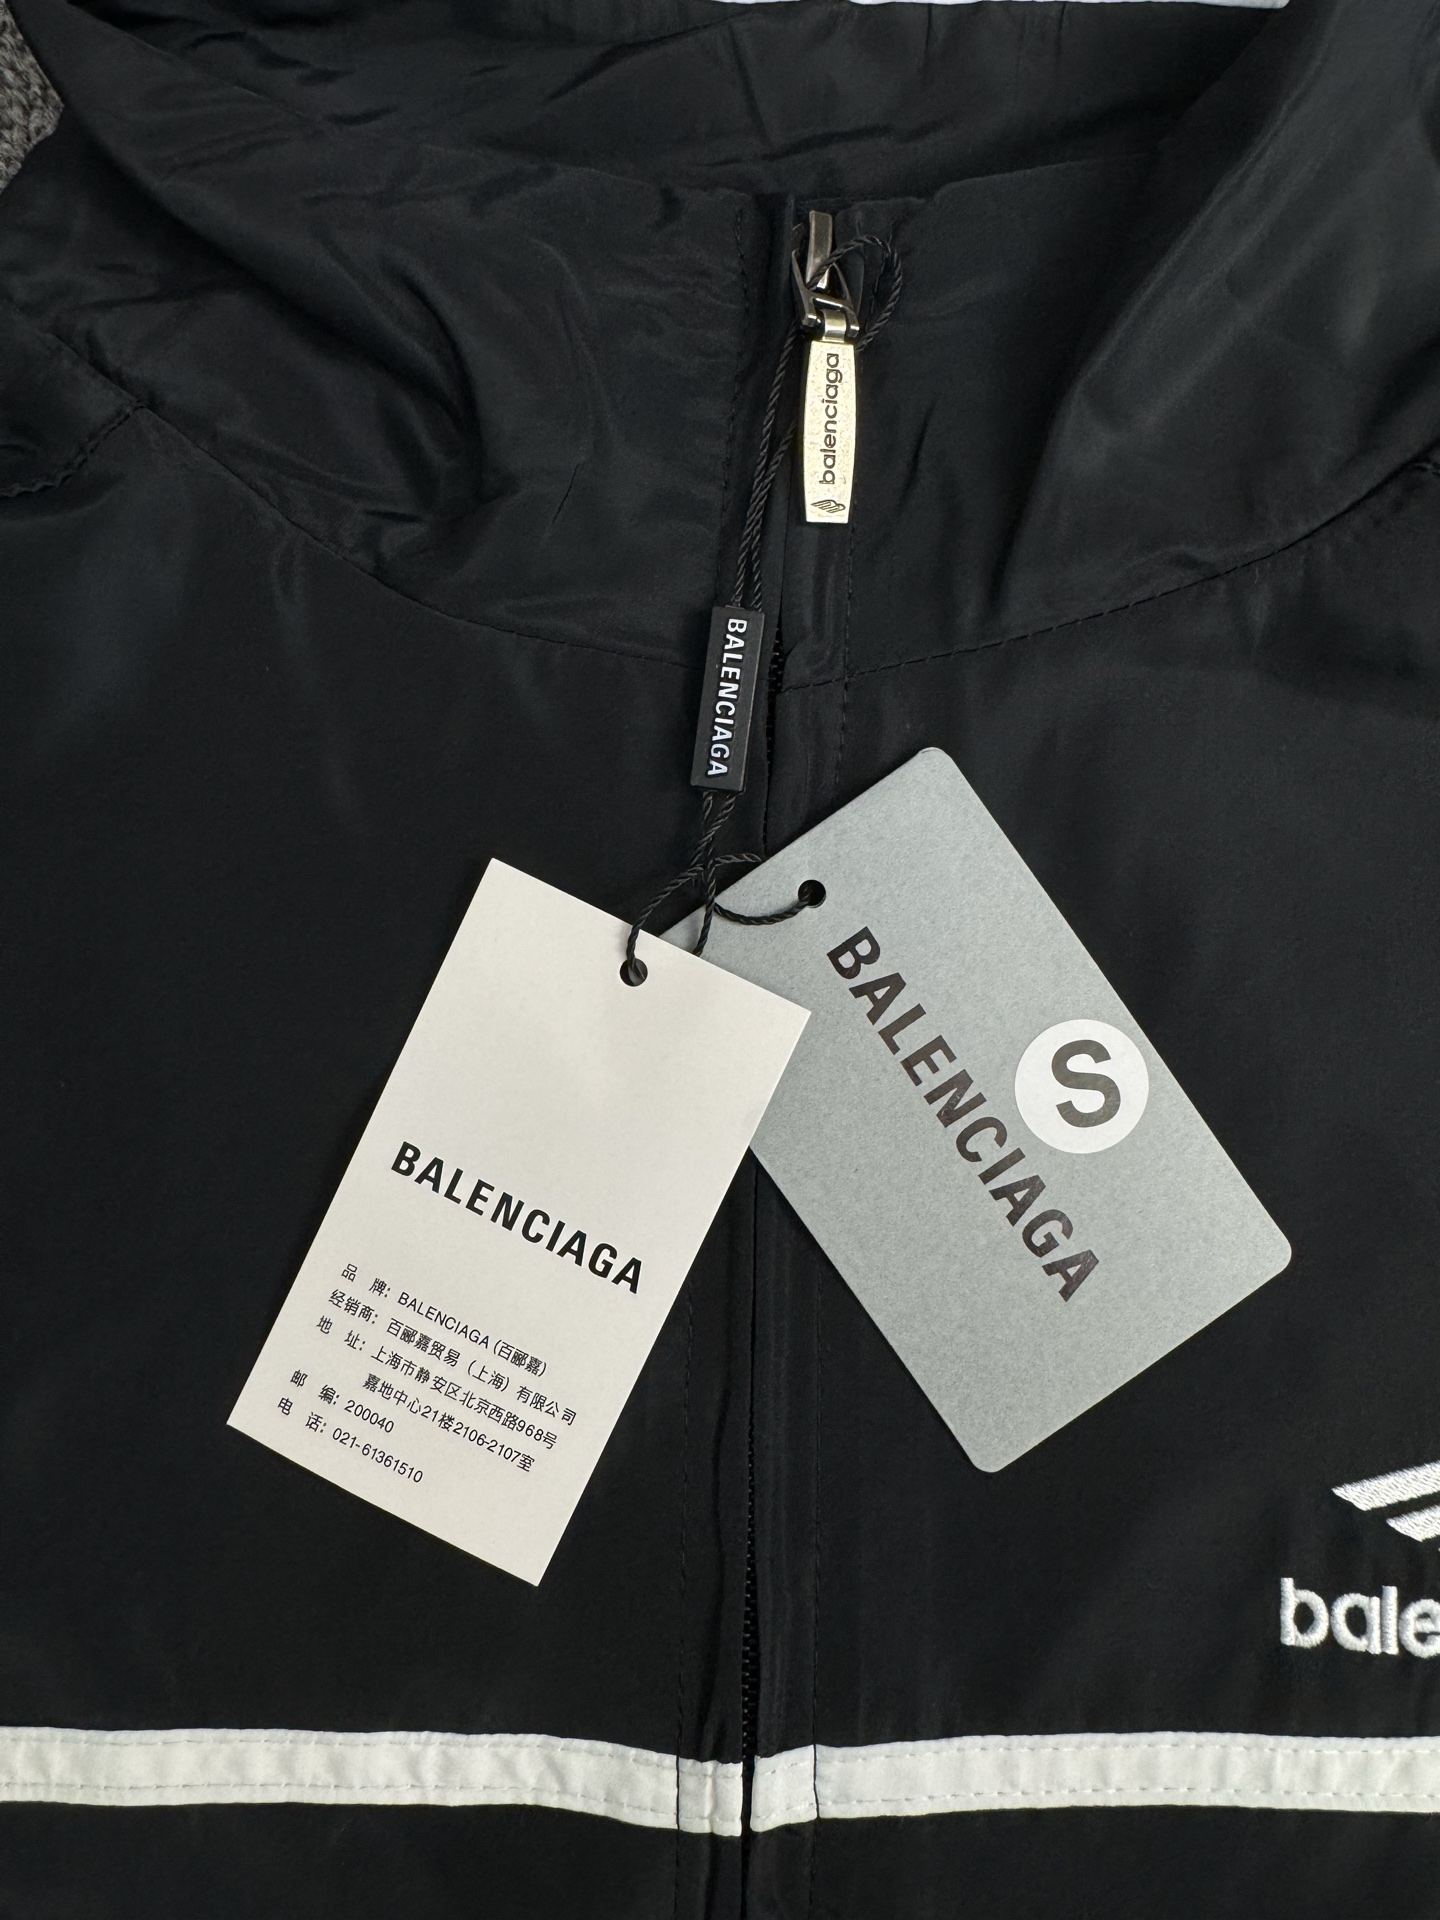 balenciaga
BALENCIAGA
BALENCIAGA
S
BALENCIAGA
品 牌: BALENCIAGA (百郦嘉)
经销商: 百郦嘉贸易（上海）有限公司
地 址: 上海市静安区北京西路968号
嘉地中心21楼2106-2107室
邮 编: 200040
电 话: 021-61361510
bale